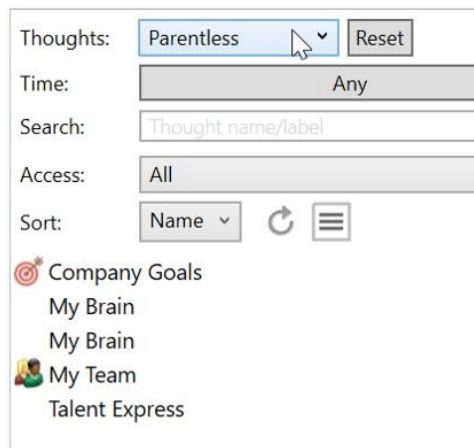 Thoughts: Parentless Reset
Time: Any
Search: Thought name/label
Access: All
Sort: Name
Company Goals
My Brain
My Brain
My Team
Talent Express